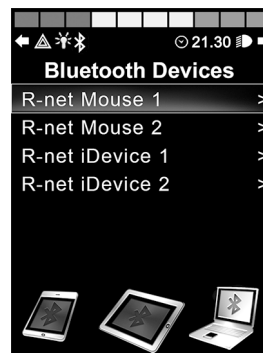 21.30
Bluetooth Devices
R-net Mouse 1 >
R-net Mouse 2 >
R-net iDevice 1 >
R-net iDevice 2 >